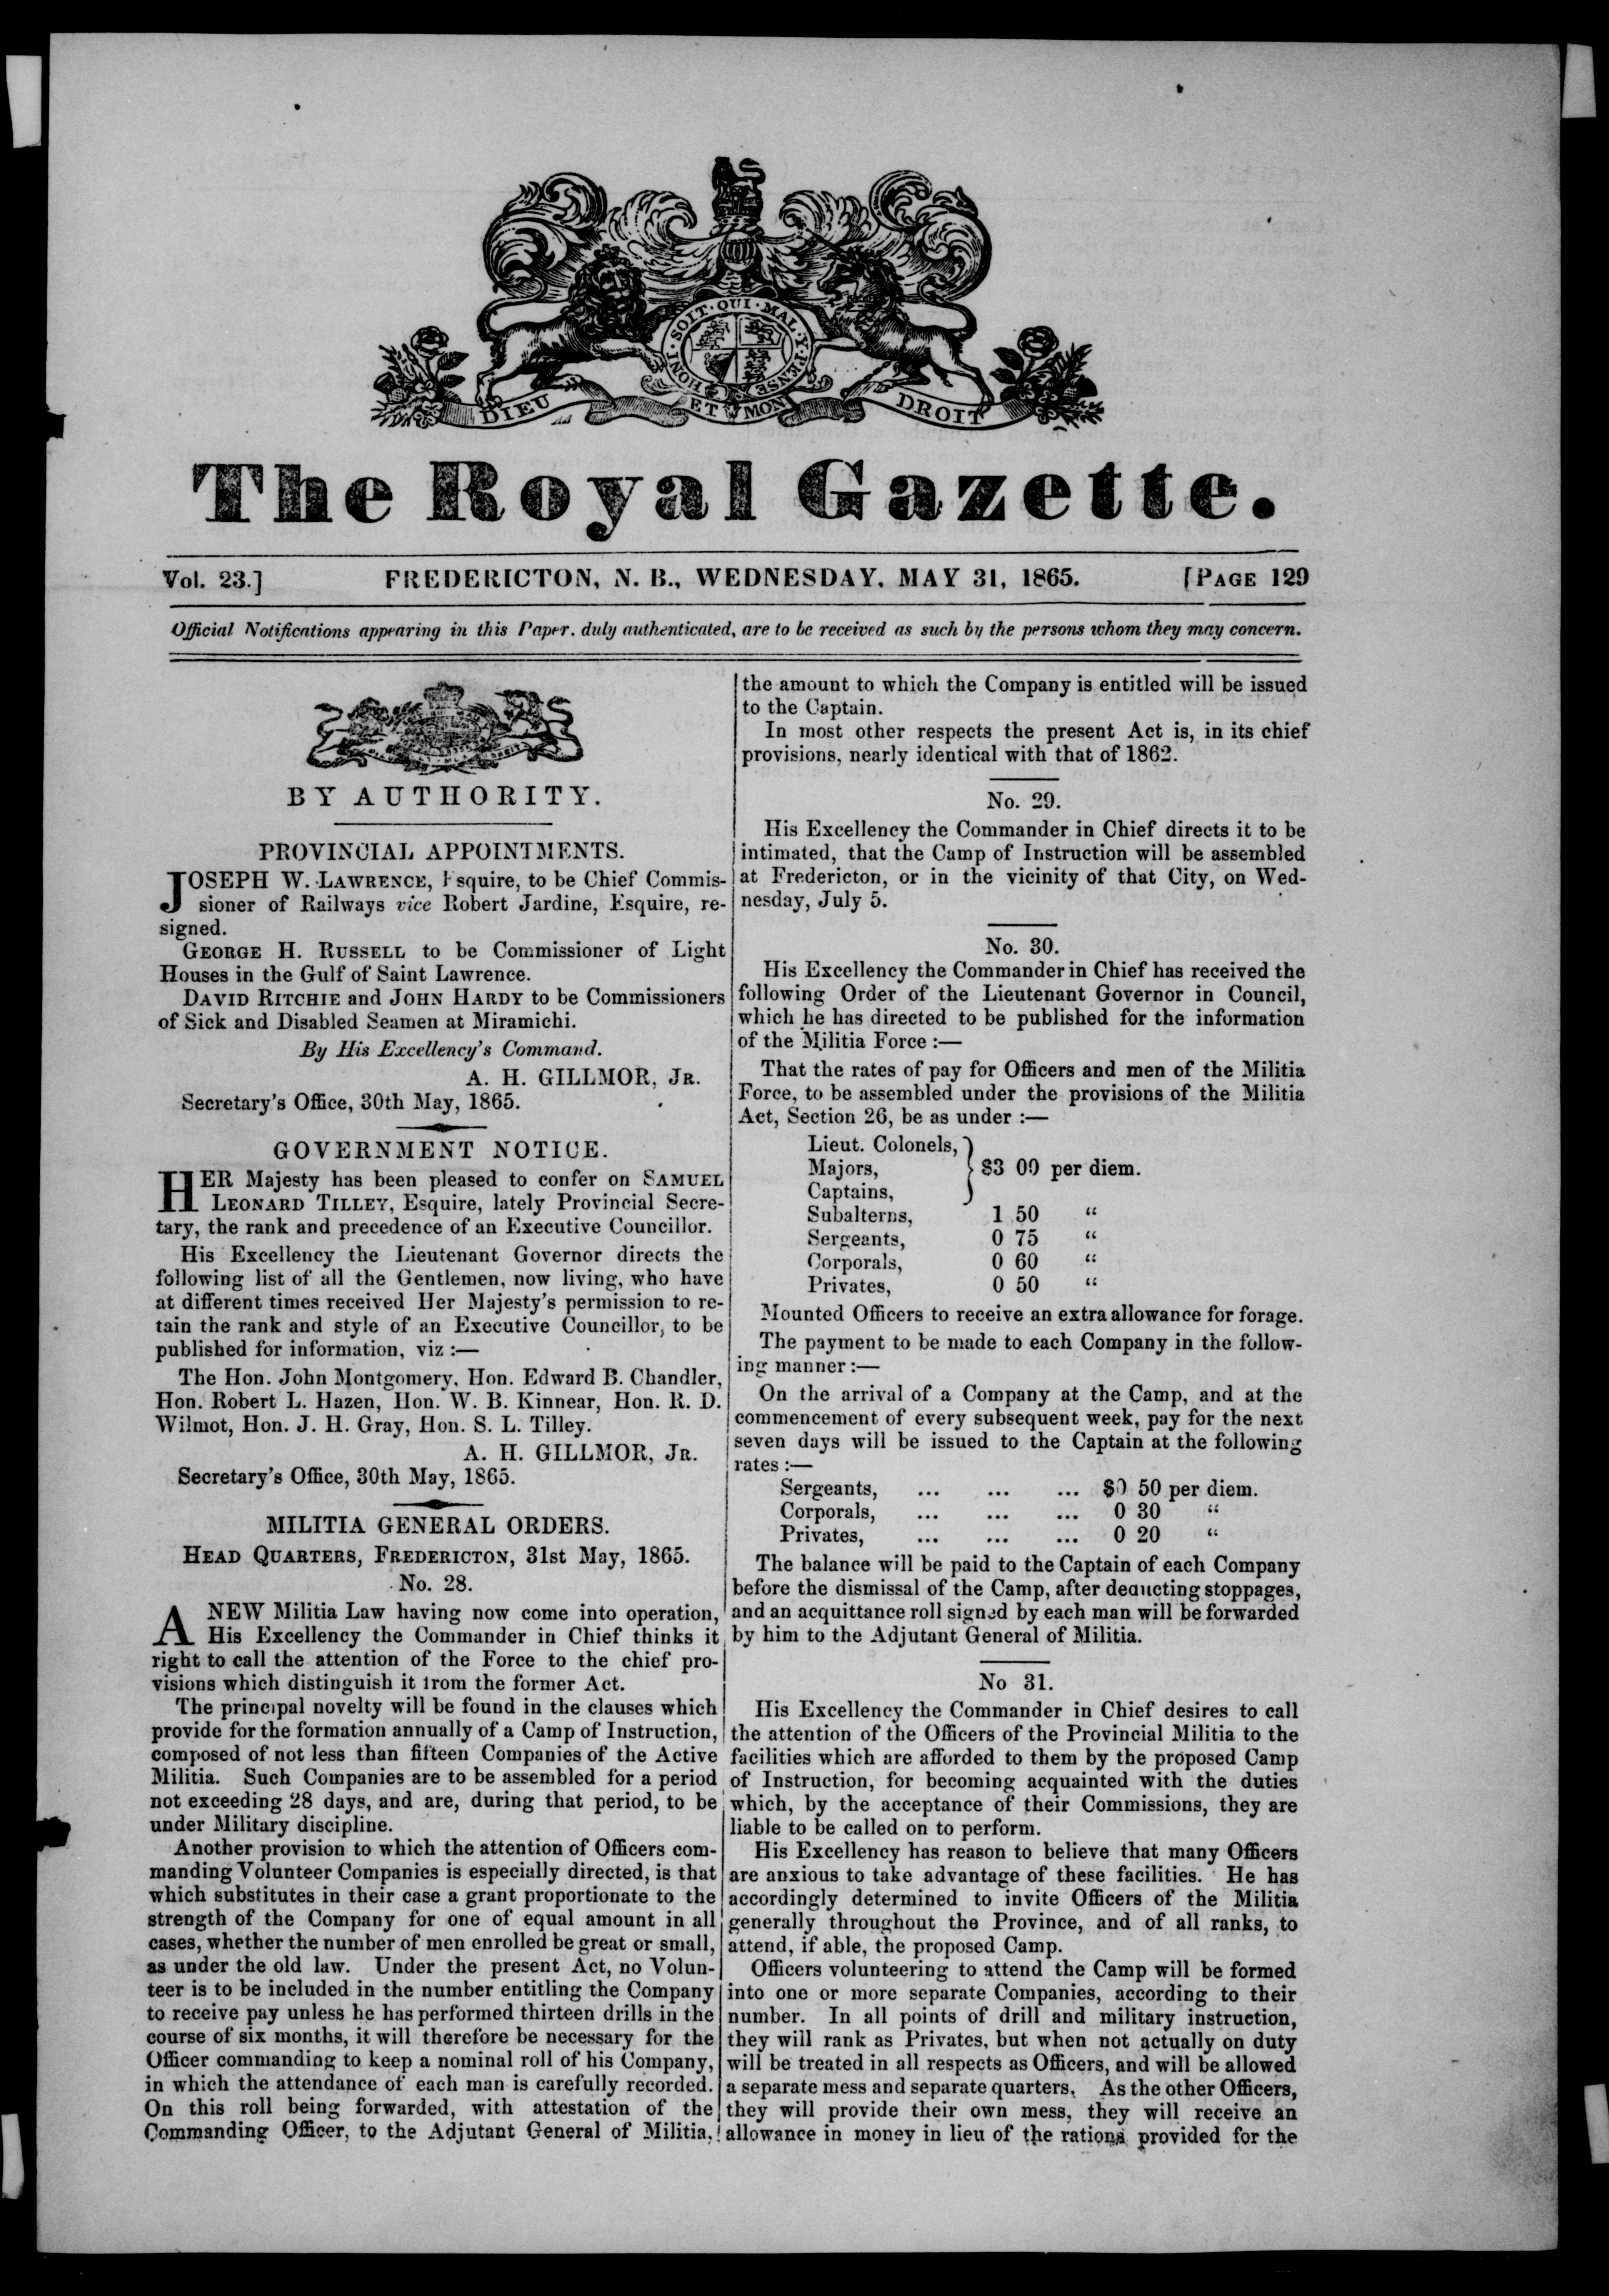 HONI · SOIT · QUI · MAL · Y · PENSE
DIEU ET MON DROIT
The Royal Gazette.
Vol. 23.] FREDERICTON, N. B., WEDNESDAY, MAY 31, 1865. [PAGE 129
Official Notifications appearing in this Paper, duly authenticated, are to be received as such by the persons whom they may concern.
BY AUTHORITY.
PROVINCIAL APPOINTMENTS.
JOSEPH W. LAWRENCE, Esquire, to be Chief Commis-
sioner of Railways vice Robert Jardine, Esquire, re-
signed.
GEORGE H. RUSSELL to be Commissioner of Light
Houses in the Gulf of Saint Lawrence.
DAVID RITCHIE and JOHN HARDY to be Commissioners
of Sick and Disabled Seamen at Miramichi.
By His Excellency's Command.
A. H. GILLMOR, JR.
Secretary's Office, 30th May, 1865.
GOVERNMENT NOTICE.
HER Majesty has been pleased to confer on SAMUEL
LEONARD TILLEY, Esquire, lately Provincial Secre-
tary, the rank and precedence of an Executive Councillor.
His Excellency the Lieutenant Governor directs the
following list of all the Gentlemen, now living, who have
at different times received Her Majesty's permission to re-
tain the rank and style of an Executive Councillor, to be
published for information, viz :—
The Hon. John Montgomery, Hon. Edward B. Chandler,
Hon. Robert L. Hazen, Hon. W. B. Kinnear, Hon. R. D.
Wilmot, Hon. J. H. Gray, Hon. S. L. Tilley.
A. H. GILLMOR, JR.
Secretary's Office, 30th May, 1865.
MILITIA GENERAL ORDERS.
HEAD QUARTERS, FREDERICTON, 31st May, 1865.
No. 28.
A NEW Militia Law having now come into operation,
His Excellency the Commander in Chief thinks it
right to call the attention of the Force to the chief pro-
visions which distinguish it from the former Act.
The principal novelty will be found in the clauses which
provide for the formation annually of a Camp of Instruction,
composed of not less than fifteen Companies of the Active
Militia. Such Companies are to be assembled for a period
not exceeding 28 days, and are, during that period, to be
under Military discipline.
Another provision to which the attention of Officers com-
manding Volunteer Companies is especially directed, is that
which substitutes in their case a grant proportionate to the
strength of the Company for one of equal amount in all
cases, whether the number of men enrolled be great or small,
as under the old law. Under the present Act, no Volun-
teer is to be included in the number entitling the Company
to receive pay unless he has performed thirteen drills in the
course of six months, it will therefore be necessary for the
Officer commanding to keep a nominal roll of his Company,
in which the attendance of each man is carefully recorded.
On this roll being forwarded, with attestation of the
Commanding Officer, to the Adjutant General of Militia,
the amount to which the Company is entitled will be issued
to the Captain.
In most other respects the present Act is, in its chief
provisions, nearly identical with that of 1862.
No. 29.
His Excellency the Commander in Chief directs it to be
intimated, that the Camp of Instruction will be assembled
at Fredericton, or in the vicinity of that City, on Wed-
nesday, July 5.
No. 30.
His Excellency the Commander in Chief has received the
following Order of the Lieutenant Governor in Council,
which he has directed to be published for the information
of the Militia Force :—
That the rates of pay for Officers and men of the Militia
Force, to be assembled under the provisions of the Militia
Act, Section 26, be as under :—
Lieut. Colonels,
Majors, } $3 00 per diem.
Captains,
Subalterns, 1 50 "
Sergeants, 0 75 "
Corporals, 0 60 "
Privates, 0 50 "
Mounted Officers to receive an extra allowance for forage.
The payment to be made to each Company in the follow-
ing manner :—
On the arrival of a Company at the Camp, and at the
commencement of every subsequent week, pay for the next
seven days will be issued to the Captain at the following
rates :—
Sergeants, ... ... ... $0 50 per diem.
Corporals, ... ... ... 0 30 "
Privates, ... ... ... 0 20 "
The balance will be paid to the Captain of each Company
before the dismissal of the Camp, after deducting stoppages,
and an acquittance roll signed by each man will be forwarded
by him to the Adjutant General of Militia.
No 31.
His Excellency the Commander in Chief desires to call
the attention of the Officers of the Provincial Militia to the
facilities which are afforded to them by the proposed Camp
of Instruction, for becoming acquainted with the duties
which, by the acceptance of their Commissions, they are
liable to be called on to perform.
His Excellency has reason to believe that many Officers
are anxious to take advantage of these facilities. He has
accordingly determined to invite Officers of the Militia
generally throughout the Province, and of all ranks, to
attend, if able, the proposed Camp.
Officers volunteering to attend the Camp will be formed
into one or more separate Companies, according to their
number. In all points of drill and military instruction,
they will rank as Privates, but when not actually on duty
will be treated in all respects as Officers, and will be allowed
a separate mess and separate quarters. As the other Officers,
they will provide their own mess, they will receive an
allowance in money in lieu of the rations provided for the